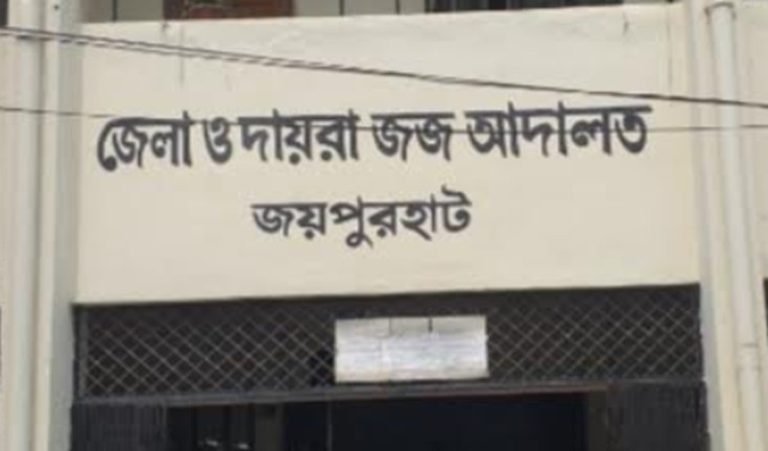 জেলা ও দায়রা জজ আদালত
জয়পুরহাট